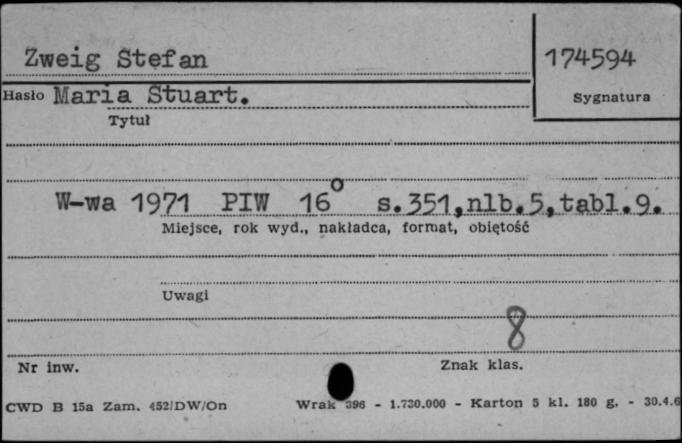 Zweig Stefan
174594
Hasło Maria Stuart.
Sygnatura
Tytuł
W-wa 1971 PIW 16° s.351,nlb.5,tabl.9.
Miejsce, rok wyd., nakładca, format, objętość
Uwagi
8
Nr inw. Znak klas.
CWD B 15a Zam. 452/DW/On Wrak 396 - 1.730.000 - Karton 5 kl. 180 g. - 30.4.6